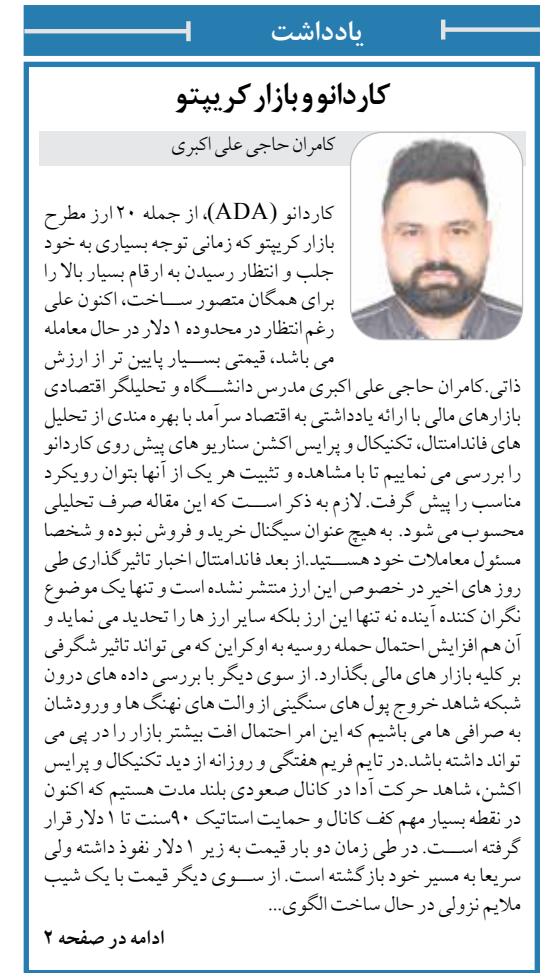 یادداشت
کاردانو و بازار کریپتو
کامران حاجی علی اکبری
کاردانو (ADA)، از جمله ۲۰ ارز مطرح
بازار کریپتو که زمانی توجه بسیاری به خود
جلب و انتظار رسیدن به ارقام بسیار بالا را
برای همگان متصور ساخت، اکنون علی
رغم انتظار در محدوده ۱ دلار در حال معامله
می باشد، قیمتی بسیار پایین تر از ارزش
ذاتی.کامران حاجی علی اکبری مدرس دانشگاه و تحلیلگر اقتصادی
بازارهای مالی با ارائه یادداشتی به اقتصاد سرآمد با بهره مندی از تحلیل
های فاندامنتال، تکنیکال و پرایس اکشن سناریو های پیش روی کاردانو
را بررسی می نماییم تا با مشاهده و تثبیت هر یک از آنها بتوان رویکرد
مناسب را پیش گرفت. لازم به ذکر است که این مقاله صرف تحلیلی
محسوب می شود. به هیچ عنوان سیگنال خرید و فروش نبوده و شخصا
مسئول معاملات خود هستید.از بعد فاندامنتال اخبار تاثیر گذاری طی
روز های اخیر در خصوص این ارز منتشر نشده است و تنها یک موضوع
نگران کننده آینده نه تنها این ارز بلکه سایر ارز ها را تحدید می نماید و
آن هم افزایش احتمال حمله روسیه به اوکراین که می تواند تاثیر شگرفی
بر کلیه بازار های مالی بگذارد. از سوی دیگر با بررسی داده های درون
شبکه شاهد خروج پول های سنگینی از والت های نهنگ ها و ورودشان
به صرافی ها می باشیم که این امر احتمال افت بیشتر بازار را در پی می
تواند داشته باشد.در تایم فریم هفتگی و روزانه از دید تکنیکال و پرایس
اکشن، شاهد حرکت آدا در کانال صعودی بلند مدت هستیم که اکنون
در نقطه بسیار مهم کف کانال و حمایت استاتیک ۹۰سنت تا ۱ دلار قرار
گرفته است. در طی زمان دو بار قیمت به زیر ۱ دلار نفوذ داشته ولی
سریعا به مسیر خود بازگشته است. از سوی دیگر قیمت با یک شیب
ملایم نزولی در حال ساخت الگوی...
ادامه در صفحه ۲